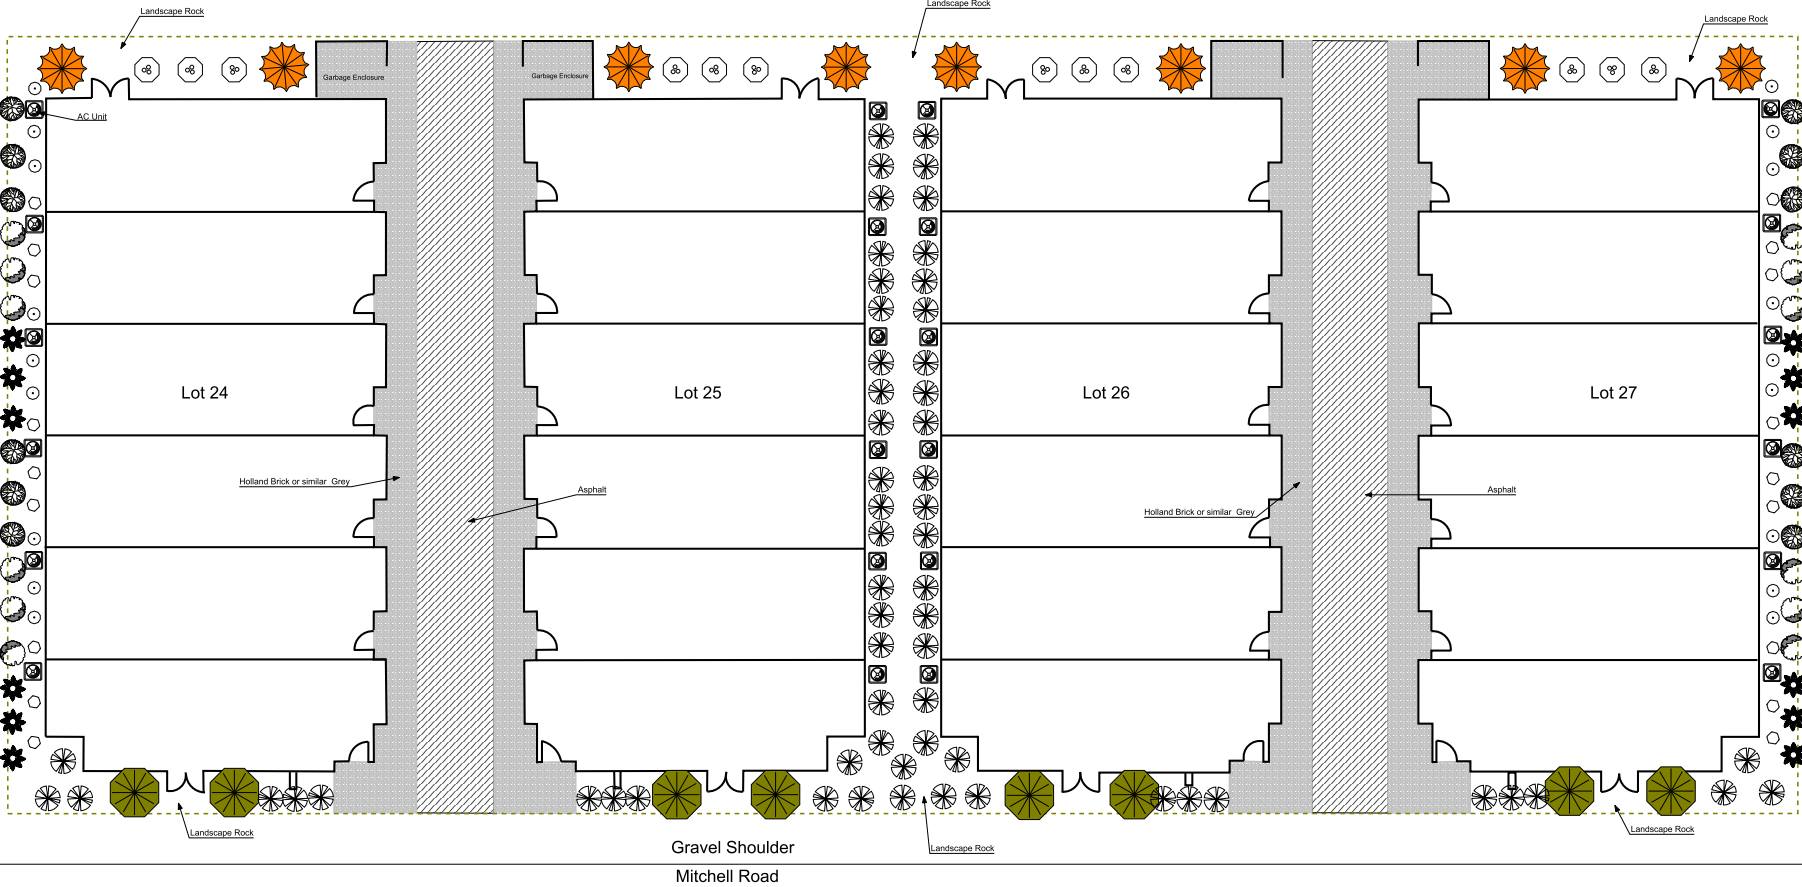 Landscape Rock
Landscape Rock
Landscape Rock
Garbage Enclosure
Garbage Enclosure
AC Unit
Lot 24
Lot 25
Lot 26
Lot 27
Holland Brick or similar Grey
Asphalt
Holland Brick or similar Grey
Asphalt
Landscape Rock
Landscape Rock
Landscape Rock
Gravel Shoulder
Mitchell Road